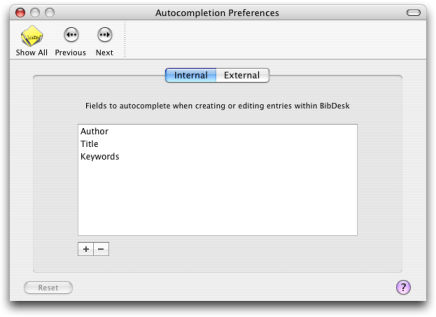 Autocompletion Preferences
Show All Previous Next
Internal External
Fields to autocomplete when creating or editing entries within BibDesk
Author
Title
Keywords
+ −
Reset ?